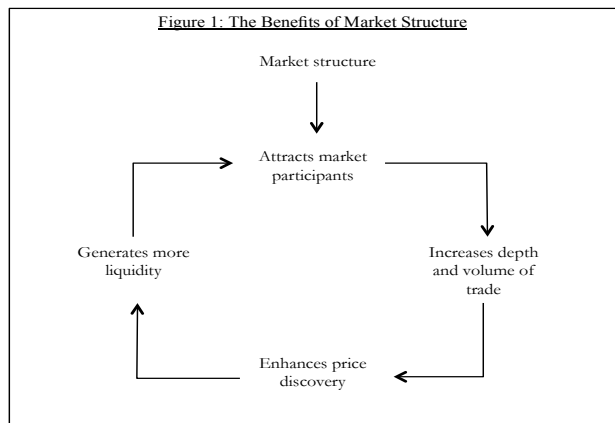 Figure 1: The Benefits of Market Structure
Market structure
Attracts market
participants
Increases depth
and volume of
trade
Enhances price
discovery
Generates more
liquidity